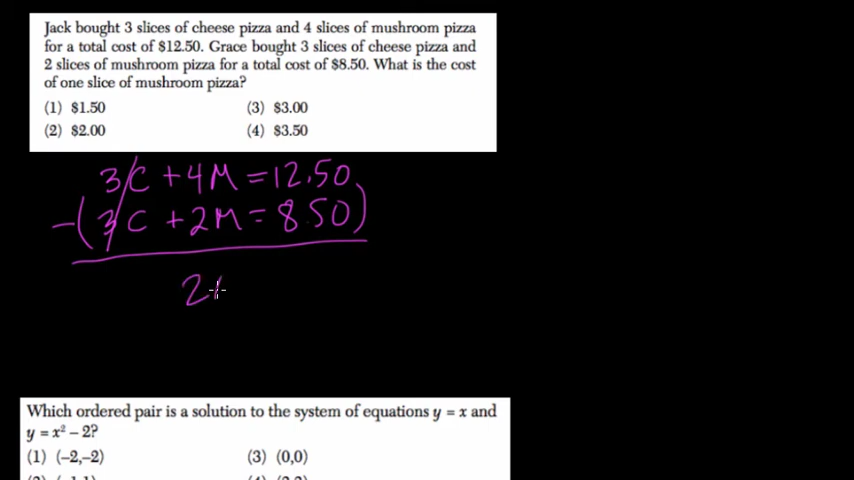 Jack bought 3 slices of cheese pizza and 4 slices of mushroom pizza
for a total cost of $12.50. Grace bought 3 slices of cheese pizza and
2 slices of mushroom pizza for a total cost of $8.50. What is the cost
of one slice of mushroom pizza?
(1) $1.50 (3) $3.00
(2) $2.00 (4) $3.50
3C + 4M = 12.50
-(3C + 2M = 8.50)
2
Which ordered pair is a solution to the system of equations y = x and
y = x² – 2?
(1) (–2,–2) (3) (0,0)